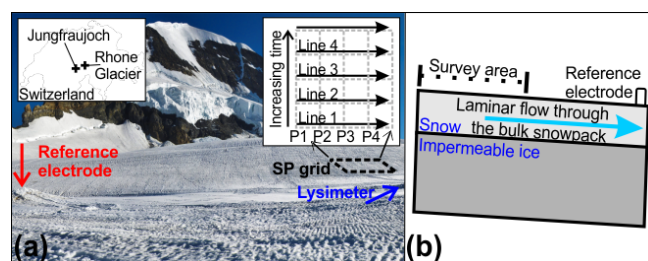 Jungfraujoch
Rhone
Glacier
Switzerland
Increasing time
Line 4
Line 3
Line 2
Line 1
P1 P2 P3 P4
Reference
electrode
SP grid
Lysimeter
(a)
Survey area
Reference
electrode
Laminar flow through
Snow the bulk snowpack
Impermeable ice
(b)